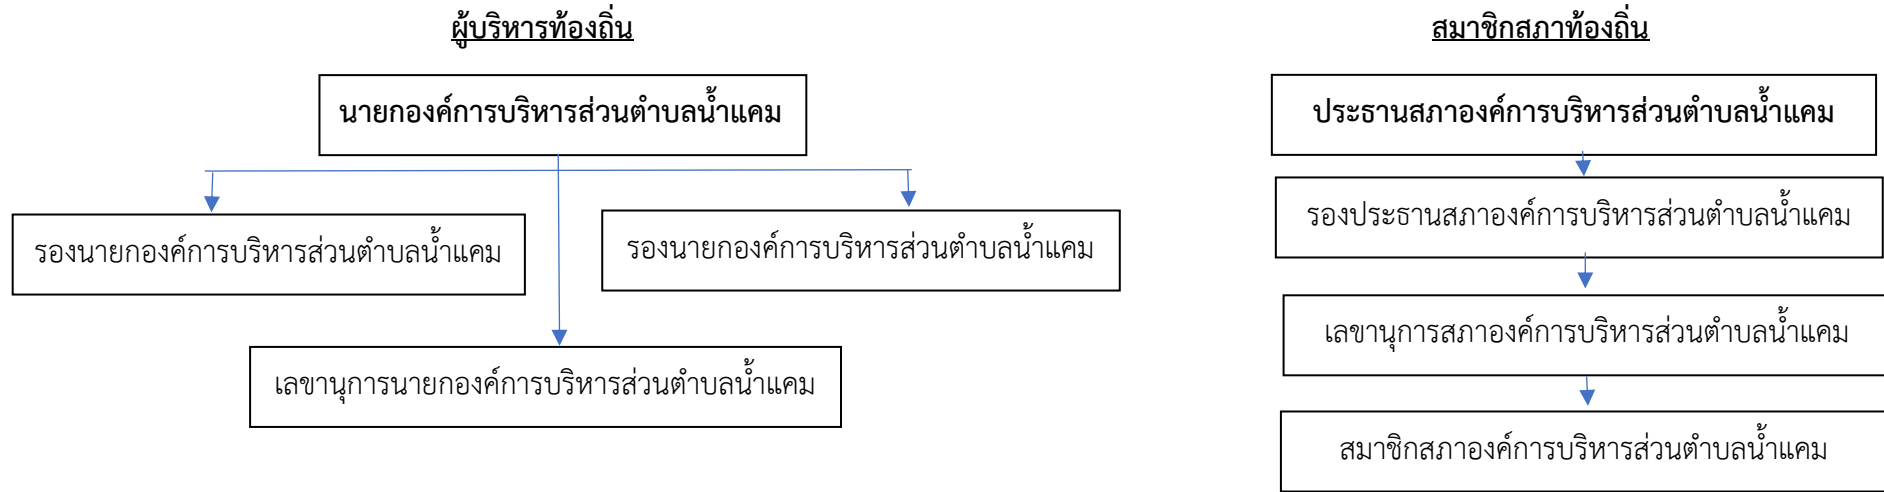 ผู้บริหารท้องถิ่น
นายกองค์การบริหารส่วนตำบลน้ำแคม
รองนายกองค์การบริหารส่วนตำบลน้ำแคม
รองนายกองค์การบริหารส่วนตำบลน้ำแคม
เลขานุการนายกองค์การบริหารส่วนตำบลน้ำแคม
สมาชิกสภาท้องถิ่น
ประธานสภาองค์การบริหารส่วนตำบลน้ำแคม
รองประธานสภาองค์การบริหารส่วนตำบลน้ำแคม
เลขานุการสภาองค์การบริหารส่วนตำบลน้ำแคม
สมาชิกสภาองค์การบริหารส่วนตำบลน้ำแคม